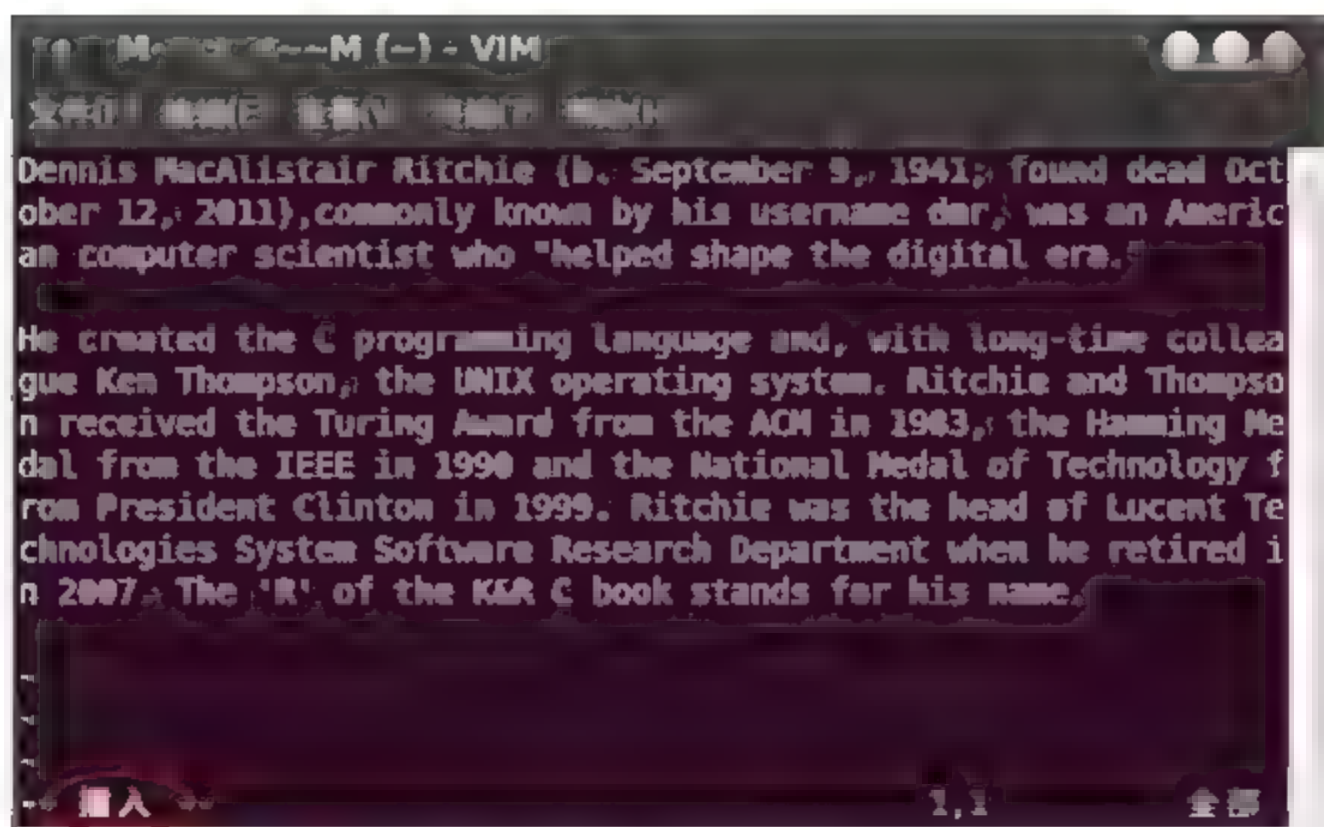 VIM
Dennis MacAlistair Ritchie (b. September 9, 1941; found dead Oct
ober 12, 2011),commonly known by his username dmr, was an Americ
an computer scientist who "helped shape the digital era."
He created the C programming language and, with long-time collea
gue Ken Thompson, the UNIX operating system. Ritchie and Thompso
n received the Turing Award from the ACM in 1983, the Hamming Me
dal from the IEEE in 1990 and the National Medal of Technology f
rom President Clinton in 1999. Ritchie was the head of Lucent Te
chnologies System Software Research Department when he retired i
n 2007. The 'R' of the K&R C book stands for his name.
插入 1,1 全部